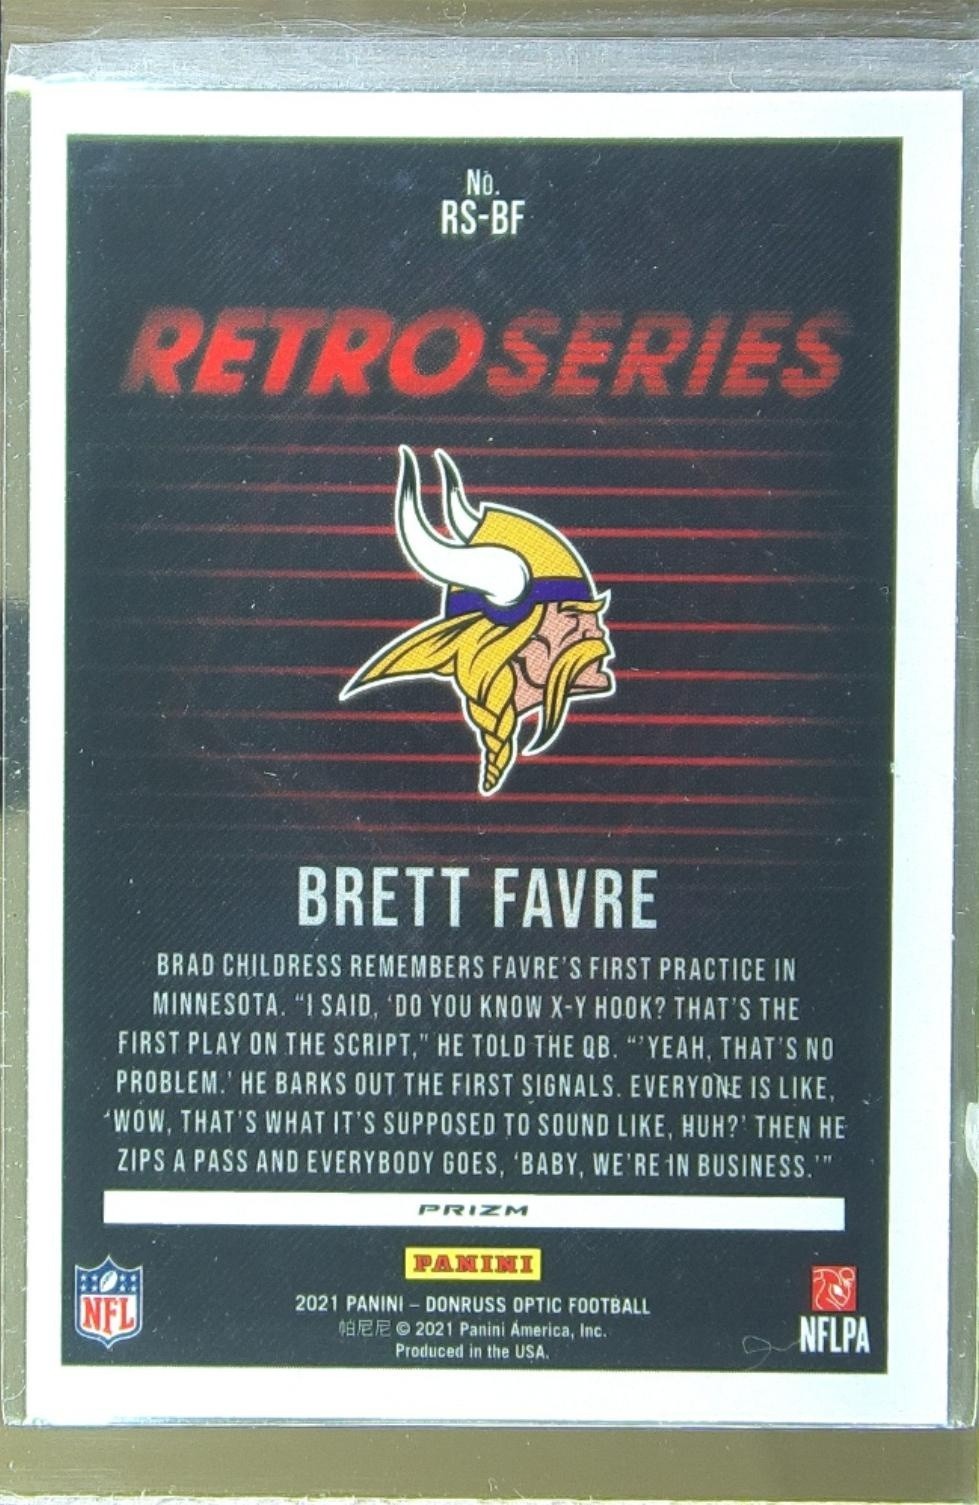 No.
RS-BF
RETRO SERIES
BRETT FAVRE
BRAD CHILDRESS REMEMBERS FAVRE'S FIRST PRACTICE IN
MINNESOTA. “I SAID, ‘DO YOU KNOW X-Y HOOK? THAT'S THE
FIRST PLAY ON THE SCRIPT,” HE TOLD THE QB. “‘YEAH, THAT'S NO
PROBLEM.’ HE BARKS OUT THE FIRST SIGNALS. EVERYONE IS LIKE,
‘WOW, THAT'S WHAT IT'S SUPPOSED TO SOUND LIKE, HUH?’ THEN HE
ZIPS A PASS AND EVERYBODY GOES, ‘BABY, WE'RE IN BUSINESS.’”
PRIZM
PANINI
NFL
2021 PANINI – DONRUSS OPTIC FOOTBALL
帕尼尼 © 2021 Panini America, Inc.
Produced in the USA.
NFLPA